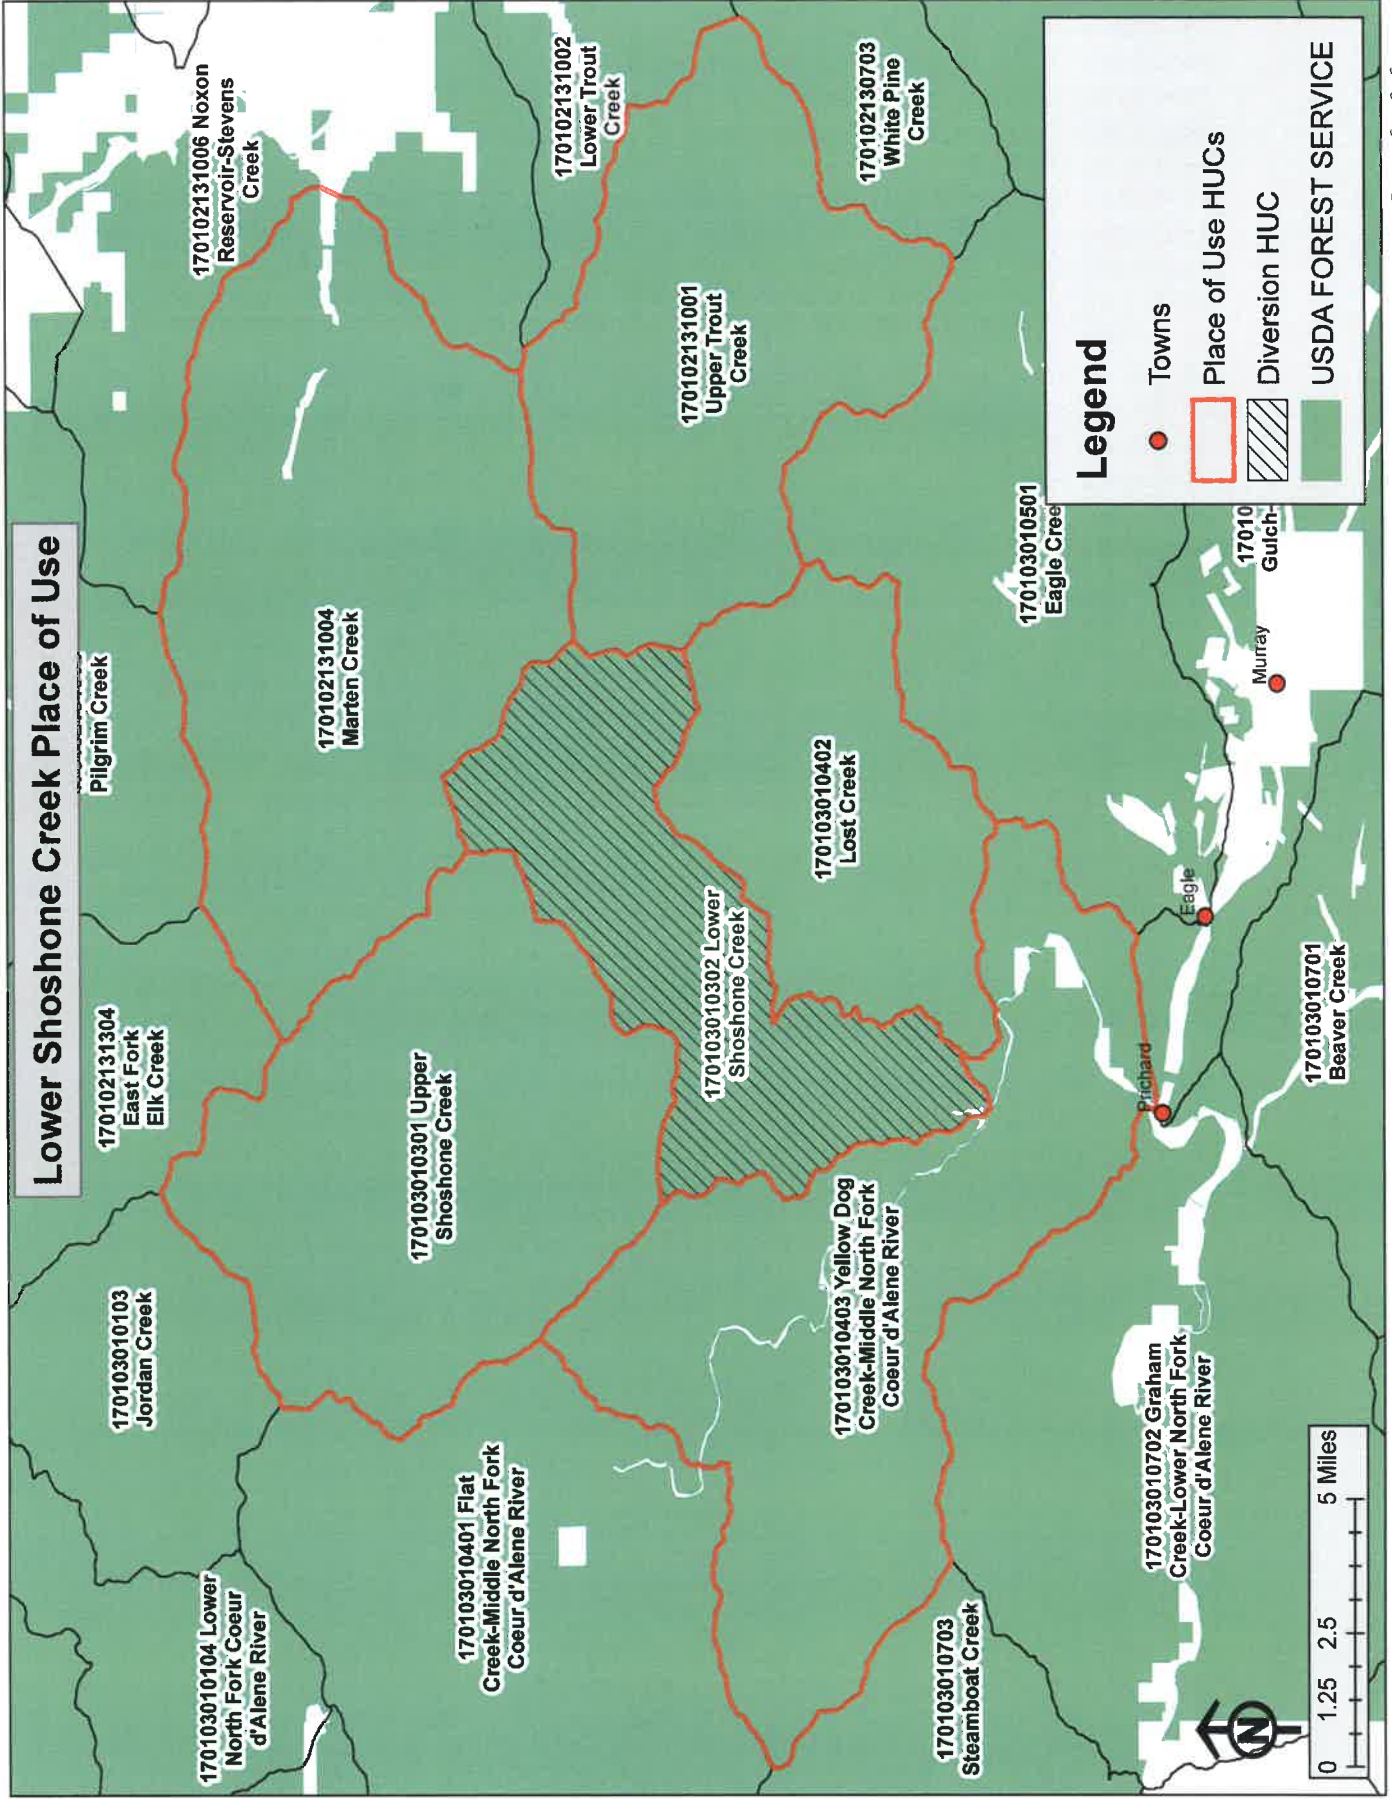 Lower Shoshone Creek Place of Use
Pilgrim Creek
170103010103
Jordan Creek
170102131304
East Fork
Elk Creek
170102131006 Noxon
Reservoir-Stevens
Creek
170103010104 Lower
North Fork Coeur
d'Alene River
170102131004
Marten Creek
170103010301 Upper
Shoshone Creek
170103010401 Flat
Creek-Middle North Fork
Coeur d'Alene River
170102131002
Lower Trout
Creek
170102131001
Upper Trout
Creek
170103010302 Lower
Shoshone Creek
170103010402
Lost Creek
170102130703
White Pine
Creek
170103010403 Yellow Dog
Creek-Middle North Fork
Coeur d'Alene River
170103010703
Steamboat Creek
170103010501
Eagle Cree
Prichard
Eagle
Murray
17010
Gulch-
170103010702 Graham
Creek-Lower North Fork
Coeur d'Alene River
170103010701
Beaver Creek
Legend
Towns
Place of Use HUCs
Diversion HUC
USDA FOREST SERVICE
N
0 1.25 2.5 5 Miles